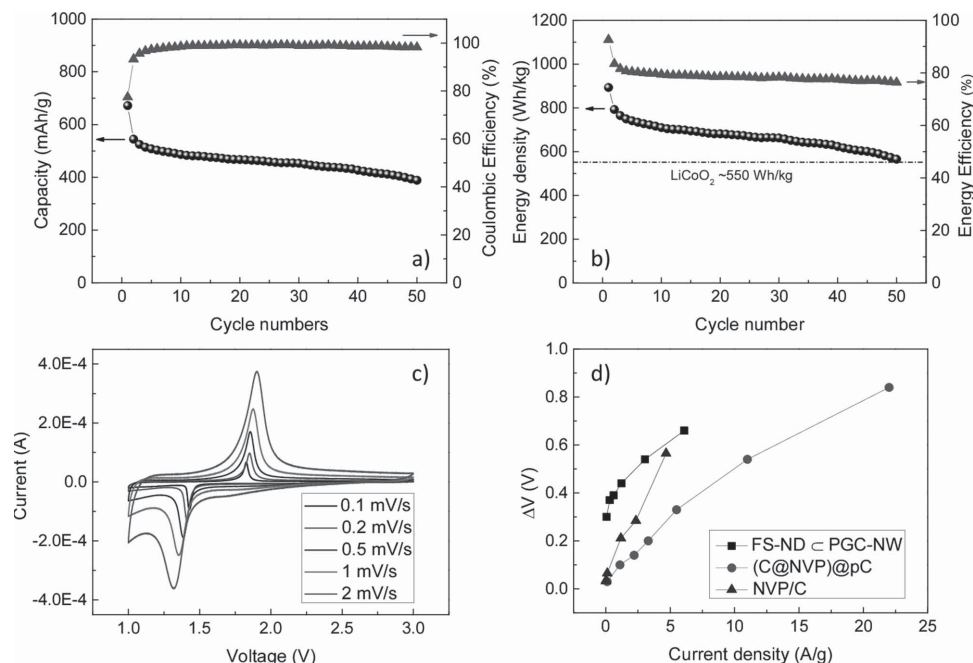 1000
900
800
700
600
500
400
300
200
100
0
Capacity (mAh/g)
0 10 20 30 40 50
Cycle numbers
100
80
60
40
20
0
Coulombic Efficiency (%)
a)
1200
1000
800
600
400
200
0
Energy density (Wh/kg)
LiCoO2 ~550 Wh/kg
0 10 20 30 40 50
Cycle number
100
80
60
40
20
0
Energy Efficiency (%)
b)
4.0E-4
2.0E-4
0.0
-2.0E-4
-4.0E-4
Current (A)
1.0 1.5 2.0 2.5 3.0
Voltage (V)
c)
0.1 mV/s
0.2 mV/s
0.5 mV/s
1 mV/s
2 mV/s
1.0
0.8
0.6
0.4
0.2
0.0
ΔV (V)
d)
FS-ND ⊂ PGC-NW
(C@NVP)@pC
NVP/C
0 5 10 15 20 25
Current density (A/g)